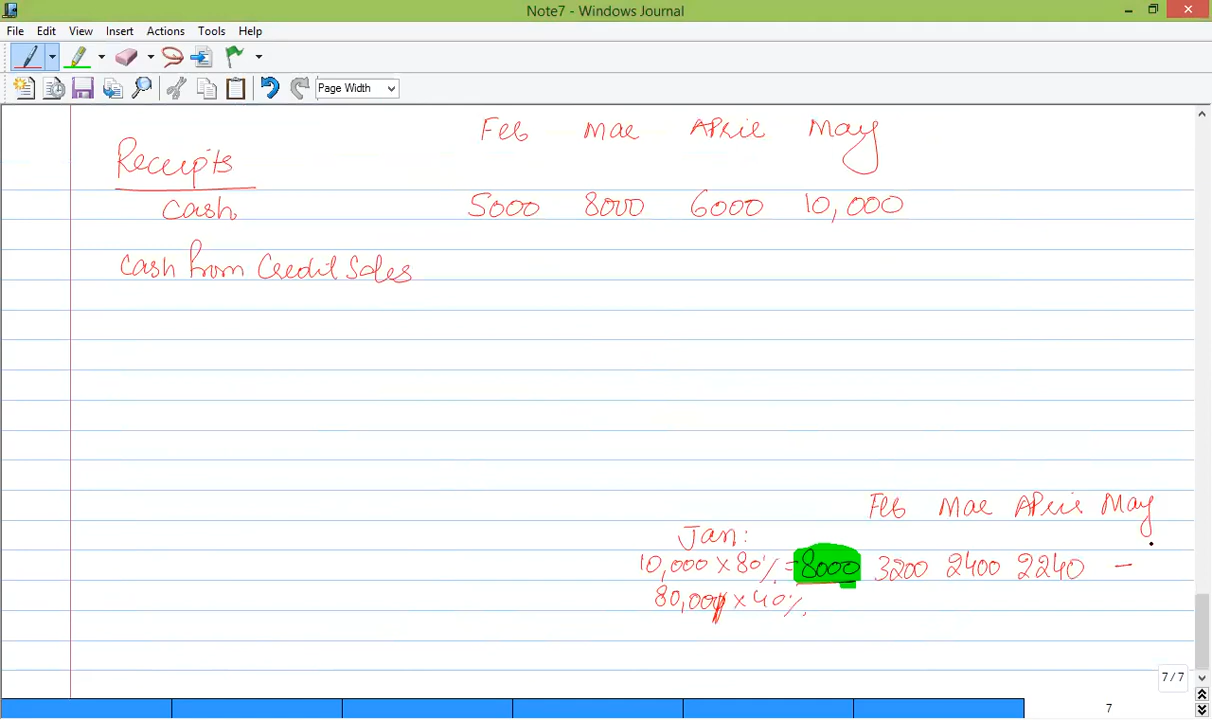 Note7 - Windows Journal
File Edit View Insert Actions Tools Help
Page Width
Feb Mar April May
Receipts
Cash 5000 8000 6000 10,000
Cash from Credit Sales
Feb Mar April May
Jan:
10,000 × 80% = 8000 3200 2400 2240 —
80,00 × 40%
7 / 7
7